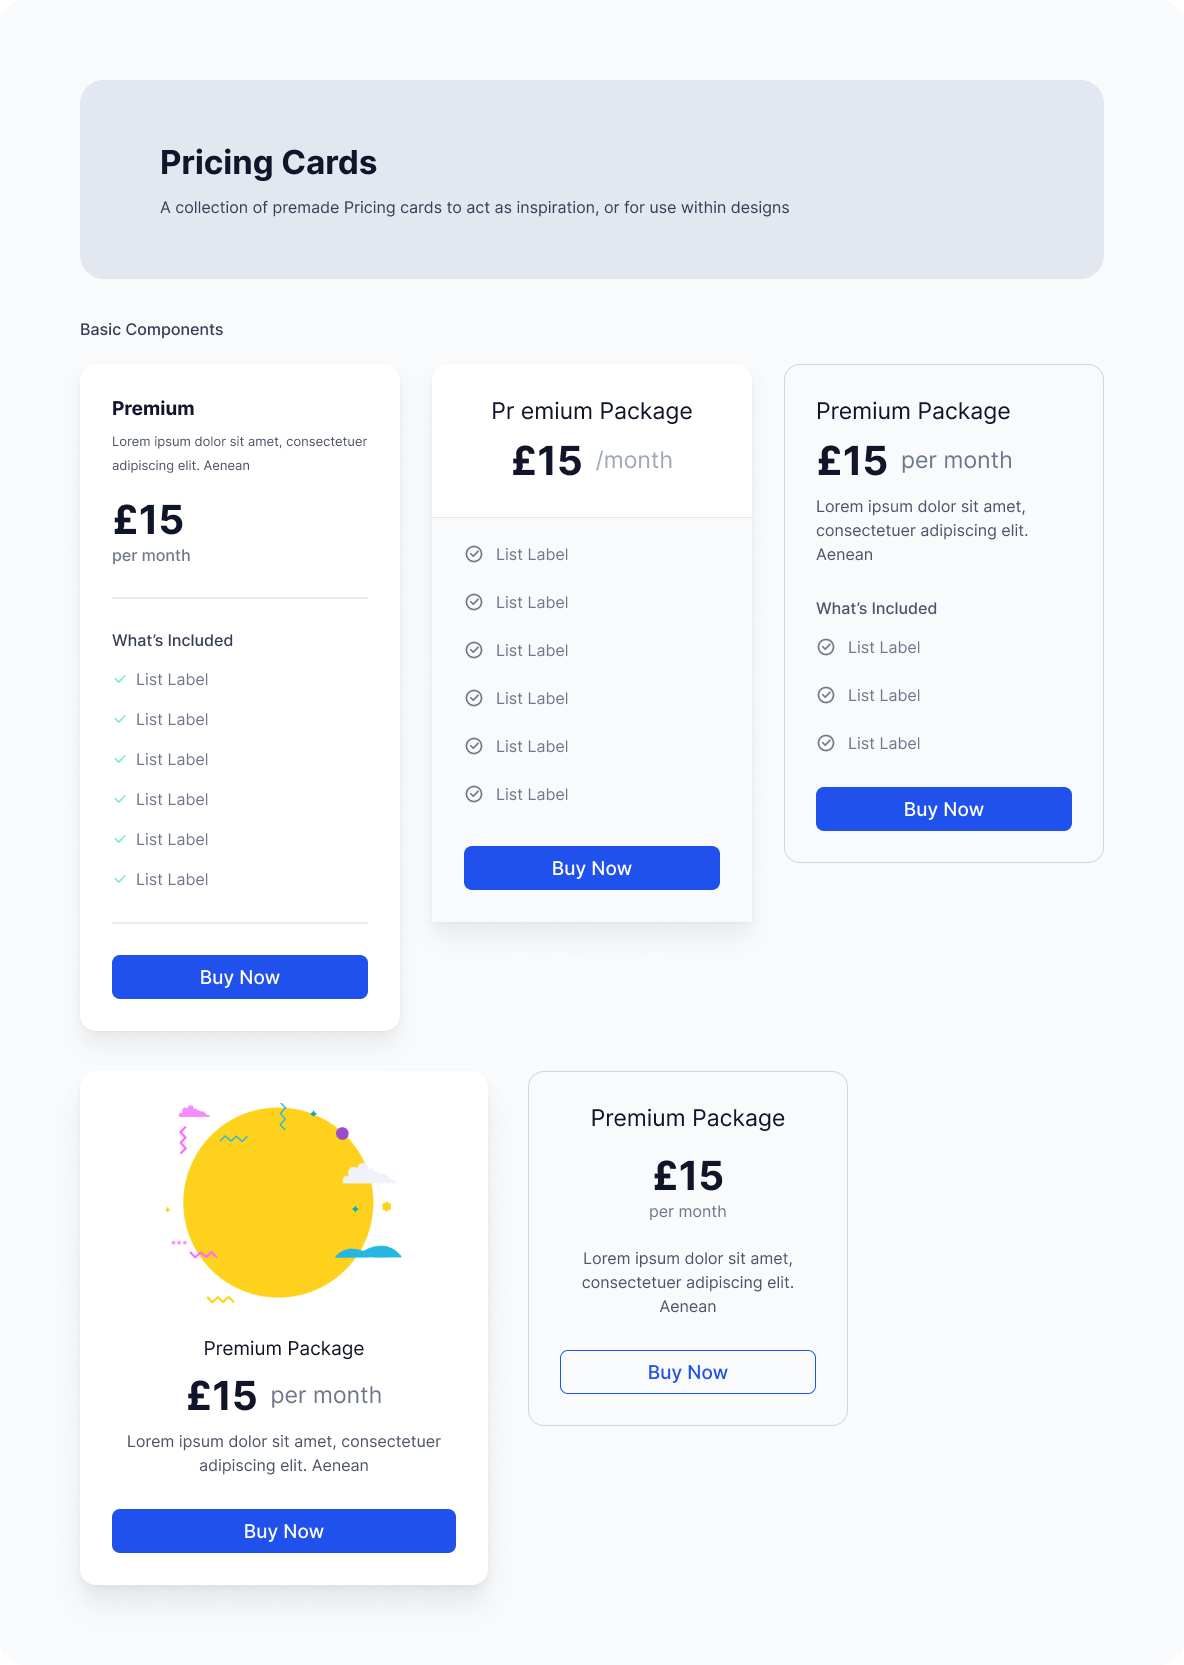 Pricing Cards
A collection of premade Pricing cards to act as inspiration, or for use within designs
Basic Components
Premium
Lorem ipsum dolor sit amet, consectetuer
adipiscing elit. Aenean
£15
per month
What's Included
List Label
List Label
List Label
List Label
List Label
List Label
Buy Now
Pr emium Package
£15 /month
List Label
List Label
List Label
List Label
List Label
List Label
Buy Now
Premium Package
£15 per month
Lorem ipsum dolor sit amet,
consectetuer adipiscing elit.
Aenean
What's Included
List Label
List Label
List Label
Buy Now
Premium Package
£15 per month
Lorem ipsum dolor sit amet, consectetuer
adipiscing elit. Aenean
Buy Now
Premium Package
£15
per month
Lorem ipsum dolor sit amet,
consectetuer adipiscing elit.
Aenean
Buy Now